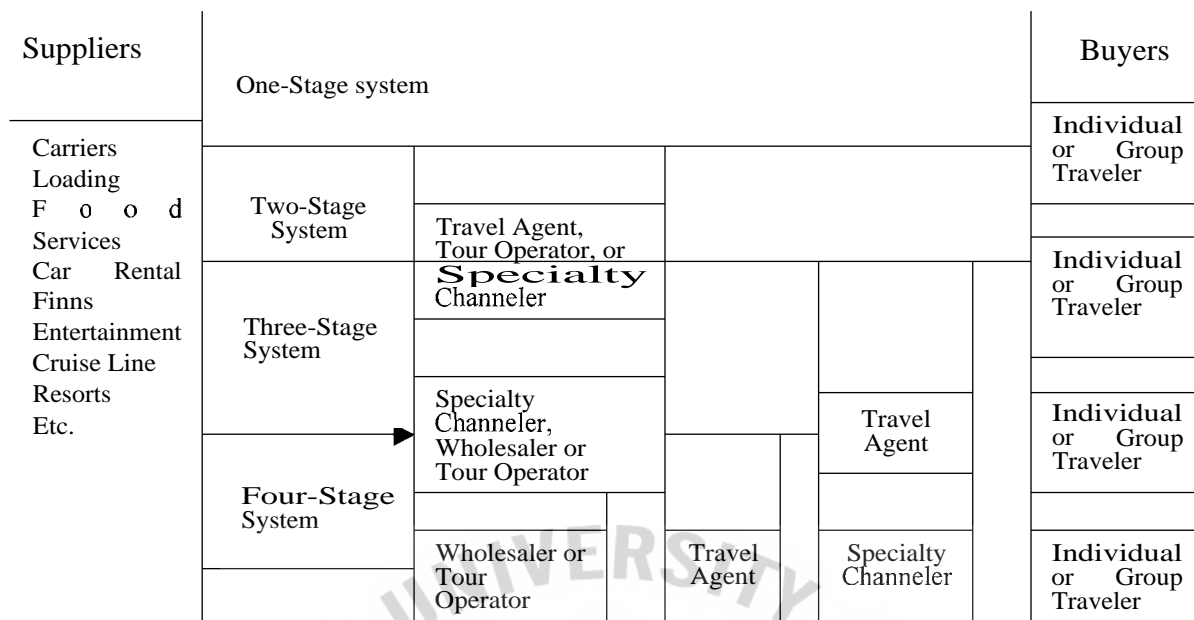 Suppliers
Carriers
Loading
F o o d
Services
Car Rental
Finns
Entertainment
Cruise Line
Resorts
Etc.
One-Stage system
Two-Stage
System
Travel Agent,
Tour Operator, or
Specialty
Channeler
Three-Stage
System
Specialty
Channeler,
Wholesaler or
Tour Operator
Travel
Agent
Four-Stage
System
Wholesaler or
Tour
Operator
Travel
Agent
Specialty
Channeler
Buyers
Individual
or Group
Traveler
Individual
or Group
Traveler
Individual
or Group
Traveler
Individual
or Group
Traveler
UNIVERSITY